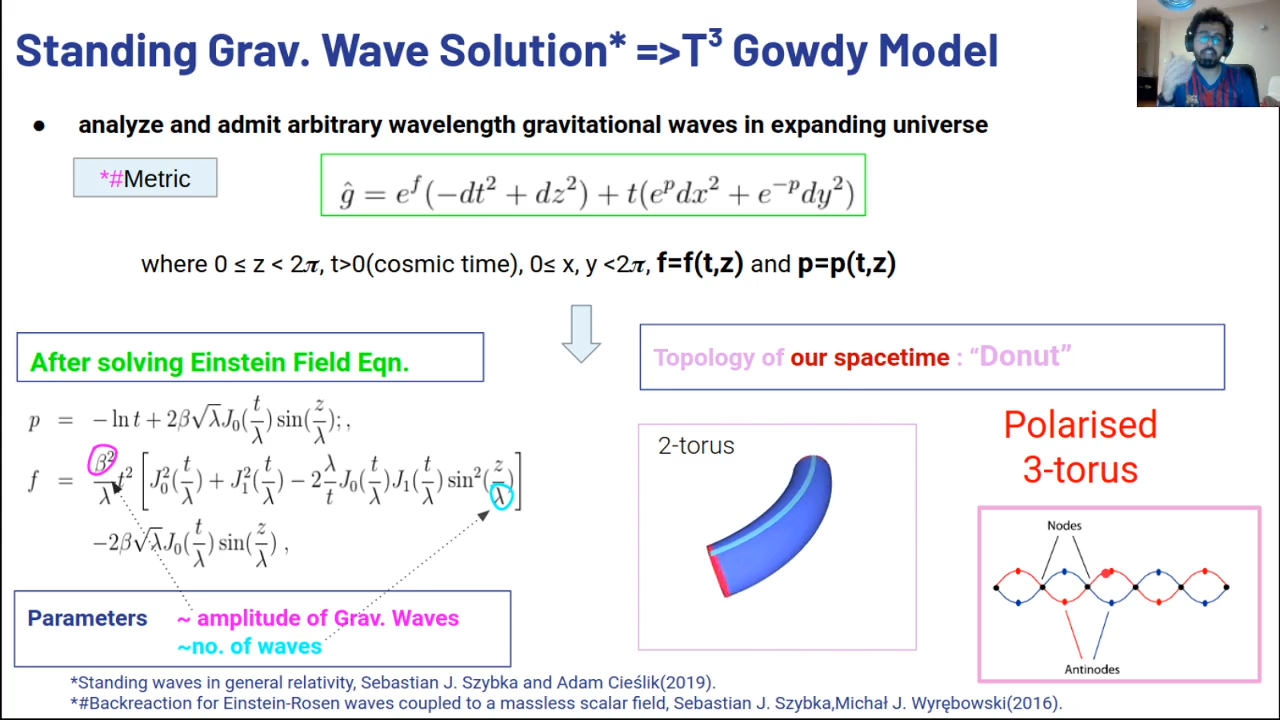 Standing Grav. Wave Solution* =>T³ Gowdy Model
● analyze and admit arbitrary wavelength gravitational waves in expanding universe
*#Metric
ĝ = e^f(−dt² + dz²) + t(e^p dx² + e^{−p}dy²)
where 0 ≤ z < 2π, t>0(cosmic time), 0≤ x, y <2π, f=f(t,z) and p=p(t,z)
After solving Einstein Field Eqn.
Topology of our spacetime : “Donut”
p = − ln t + 2β√λJ₀(t/λ) sin(z/λ);,
f = β²/λ t² [J₀²(t/λ) + J₁²(t/λ) − 2 λ/t J₀(t/λ)J₁(t/λ) sin²(z/λ)]
−2β√λJ₀(t/λ) sin(z/λ) ,
2-torus
Polarised
3-torus
Nodes
Antinodes
Parameters ~ amplitude of Grav. Waves
~no. of waves
*Standing waves in general relativity, Sebastian J. Szybka and Adam Cieślik(2019).
*#Backreaction for Einstein-Rosen waves coupled to a massless scalar field, Sebastian J. Szybka,Michał J. Wyrębowski(2016).